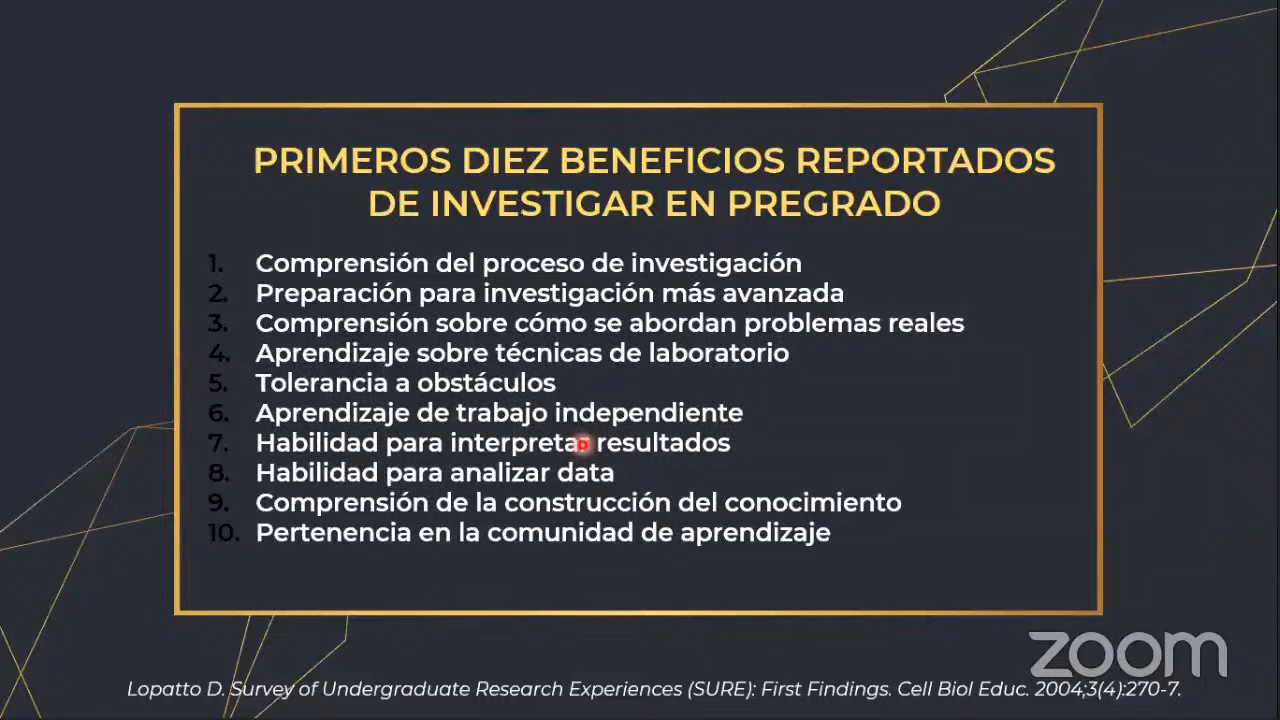 PRIMEROS DIEZ BENEFICIOS REPORTADOS
DE INVESTIGAR EN PREGRADO
1. Comprensión del proceso de investigación
2. Preparación para investigación más avanzada
3. Comprensión sobre cómo se abordan problemas reales
4. Aprendizaje sobre técnicas de laboratorio
5. Tolerancia a obstáculos
6. Aprendizaje de trabajo independiente
7. Habilidad para interpretar resultados
8. Habilidad para analizar data
9. Comprensión de la construcción del conocimiento
10. Pertenencia en la comunidad de aprendizaje
zoom
Lopatto D. Survey of Undergraduate Research Experiences (SURE): First Findings. Cell Biol Educ. 2004;3(4):270-7.